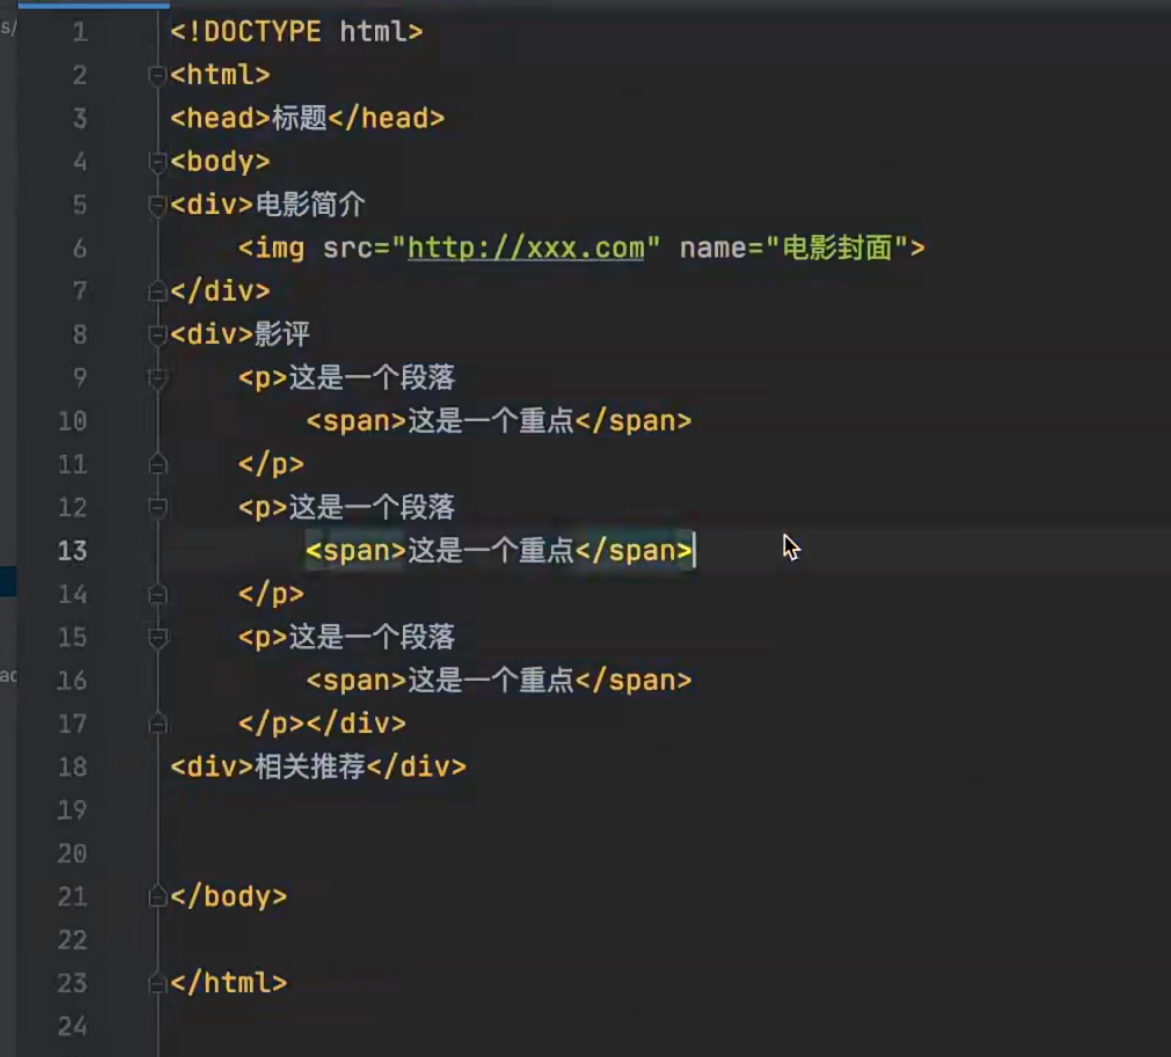 s/
1 <!DOCTYPE html>
2 <html>
3 <head>标题</head>
4 <body>
5 <div>电影简介
6 <img src="http://xxx.com" name="电影封面">
7 </div>
8 <div>影评
9 <p>这是一个段落
10 <span>这是一个重点</span>
11 </p>
12 <p>这是一个段落
13 <span>这是一个重点</span>
14 </p>
15 <p>这是一个段落
ac
16 <span>这是一个重点</span>
17 </p></div>
18 <div>相关推荐</div>
19
20
21 </body>
22
23 </html>
24